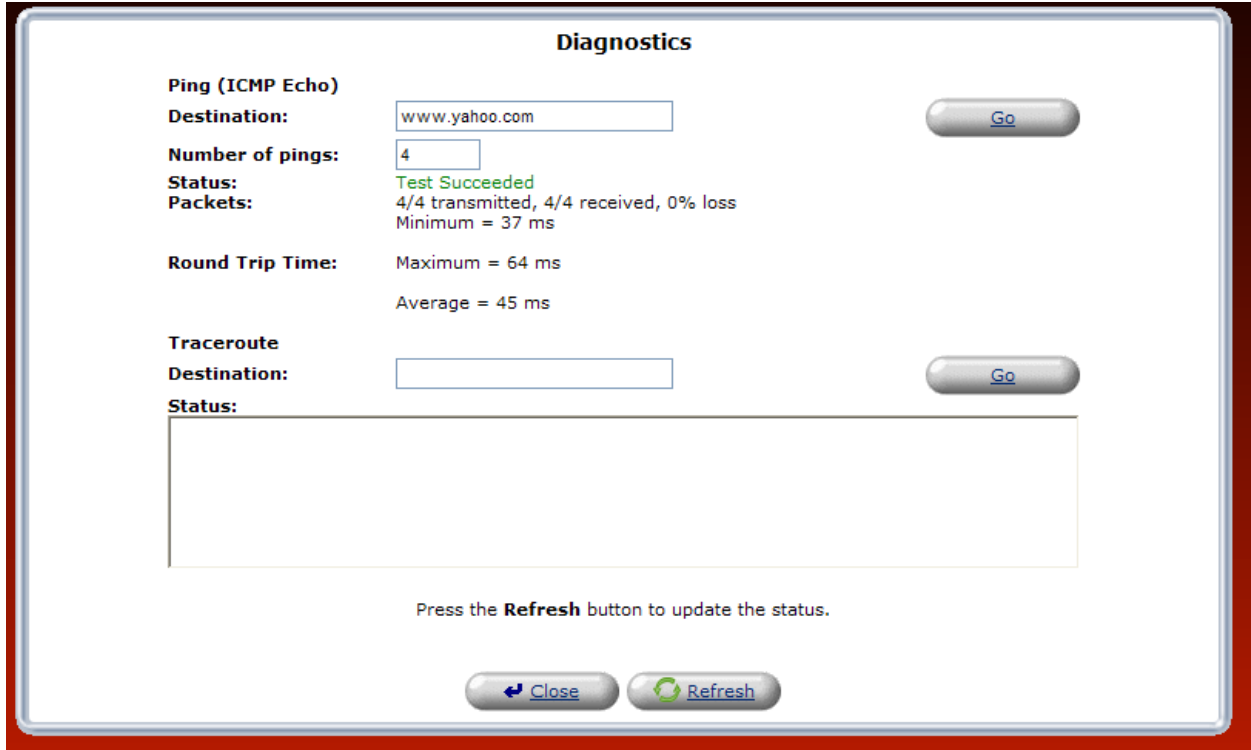 Diagnostics
Ping (ICMP Echo)
Destination: www.yahoo.com Go
Number of pings: 4
Status: Test Succeeded
Packets: 4/4 transmitted, 4/4 received, 0% loss
Minimum = 37 ms
Round Trip Time: Maximum = 64 ms
Average = 45 ms
Traceroute
Destination: Go
Status:
Press the Refresh button to update the status.
Close Refresh